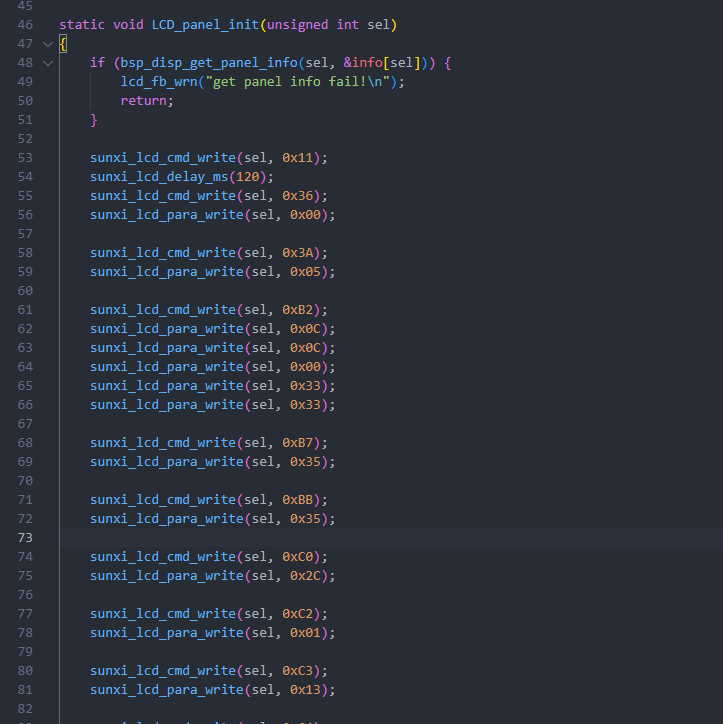 45
46 static void LCD_panel_init(unsigned int sel)
47 {
48     if (bsp_disp_get_panel_info(sel, &info[sel])) {
49         lcd_fb_wrn("get panel info fail!\n");
50         return;
51     }
52
53     sunxi_lcd_cmd_write(sel, 0x11);
54     sunxi_lcd_delay_ms(120);
55     sunxi_lcd_cmd_write(sel, 0x36);
56     sunxi_lcd_para_write(sel, 0x00);
57
58     sunxi_lcd_cmd_write(sel, 0x3A);
59     sunxi_lcd_para_write(sel, 0x05);
60
61     sunxi_lcd_cmd_write(sel, 0xB2);
62     sunxi_lcd_para_write(sel, 0x0C);
63     sunxi_lcd_para_write(sel, 0x0C);
64     sunxi_lcd_para_write(sel, 0x00);
65     sunxi_lcd_para_write(sel, 0x33);
66     sunxi_lcd_para_write(sel, 0x33);
67
68     sunxi_lcd_cmd_write(sel, 0xB7);
69     sunxi_lcd_para_write(sel, 0x35);
70
71     sunxi_lcd_cmd_write(sel, 0xBB);
72     sunxi_lcd_para_write(sel, 0x35);
73
74     sunxi_lcd_cmd_write(sel, 0xC0);
75     sunxi_lcd_para_write(sel, 0x2C);
76
77     sunxi_lcd_cmd_write(sel, 0xC2);
78     sunxi_lcd_para_write(sel, 0x01);
79
80     sunxi_lcd_cmd_write(sel, 0xC3);
81     sunxi_lcd_para_write(sel, 0x13);
82